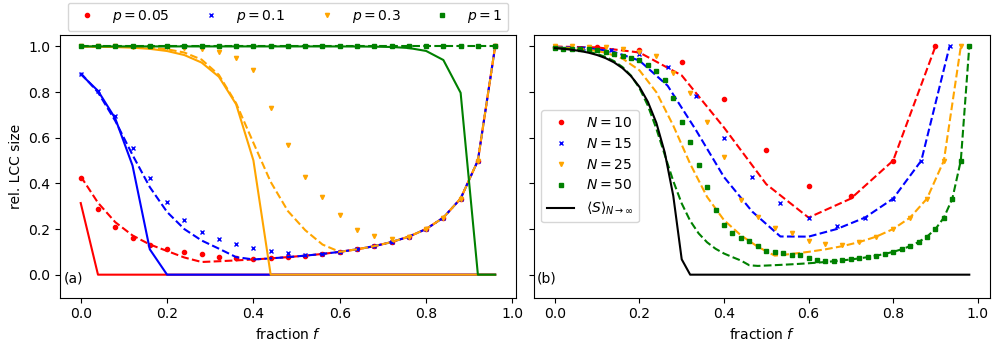 p = 0.05 p = 0.1 p = 0.3 p = 1
rel. LCC size
1.0
0.8
0.6
0.4
0.2
0.0
(a)
0.0 0.2 0.4 0.6 0.8 1.0
fraction f
N = 10
N = 15
N = 25
N = 50
⟨S⟩N→∞
(b)
0.0 0.2 0.4 0.6 0.8 1.0
fraction f